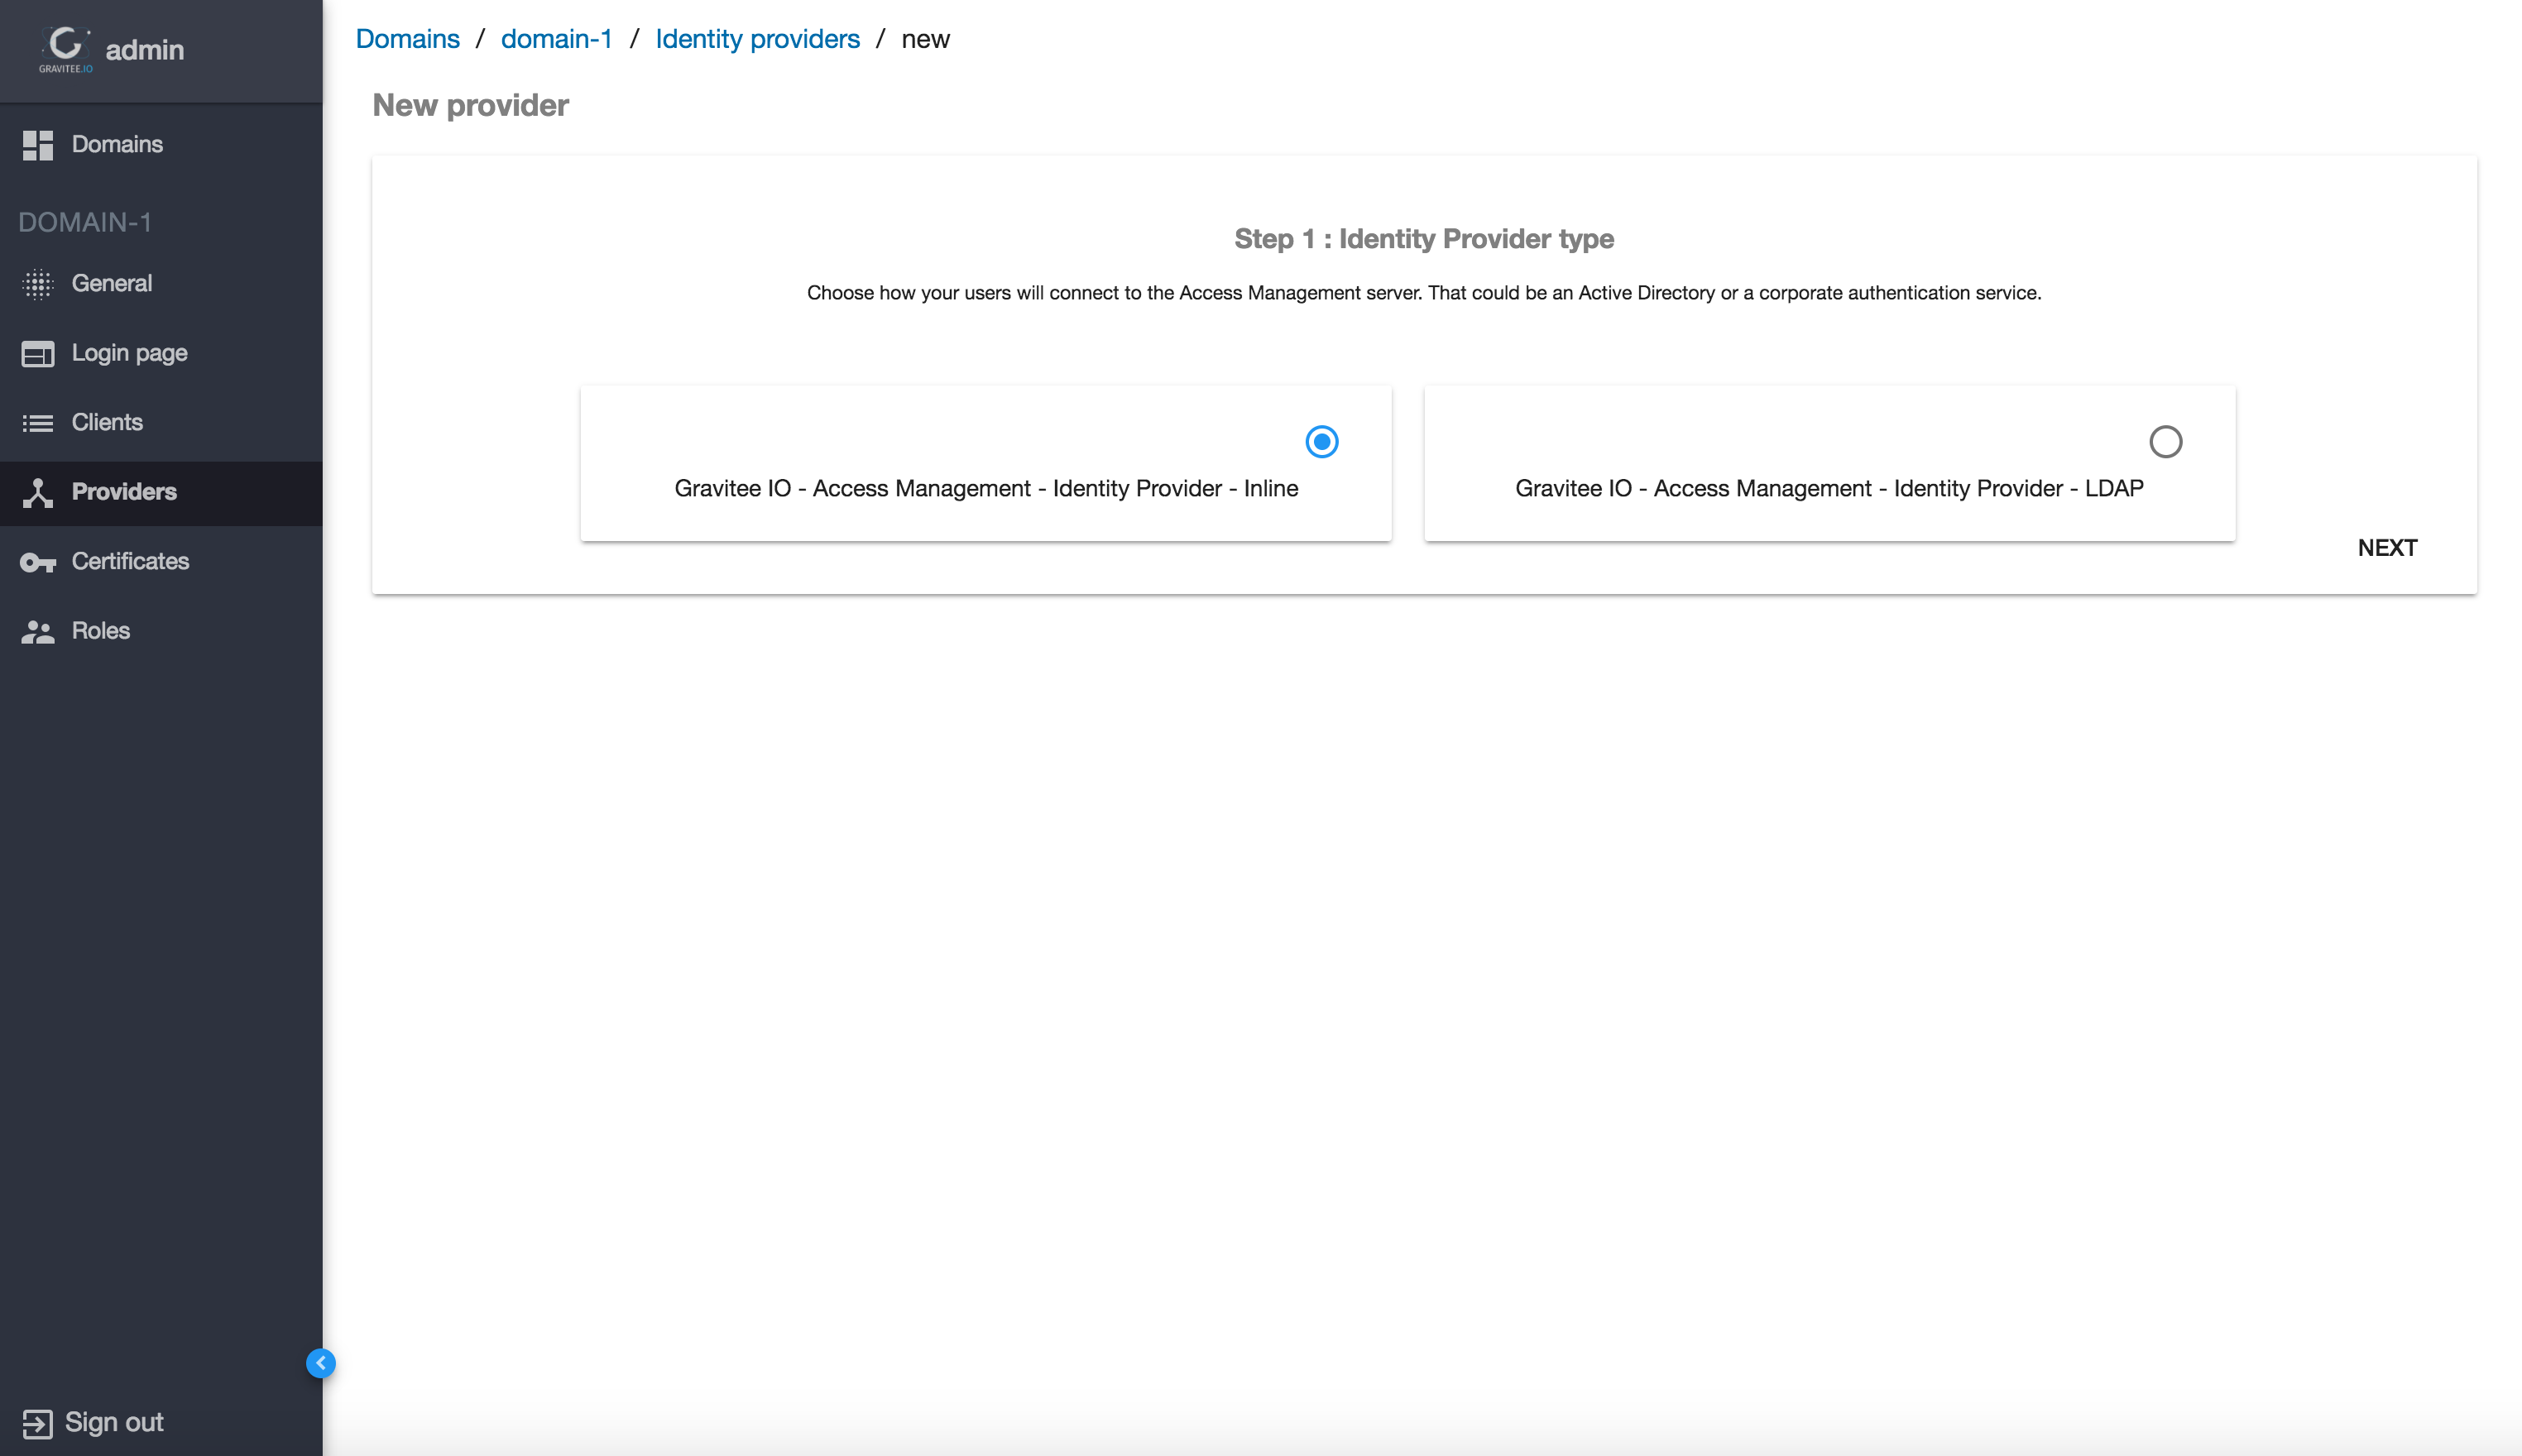 GRAVITEE.IO
admin
Domains
DOMAIN-1
General
Login page
Clients
Providers
Certificates
Roles
Sign out
Domains / domain-1 / Identity providers / new
New provider
Step 1 : Identity Provider type
Choose how your users will connect to the Access Management server. That could be an Active Directory or a corporate authentication service.
Gravitee IO - Access Management - Identity Provider - Inline
Gravitee IO - Access Management - Identity Provider - LDAP
NEXT